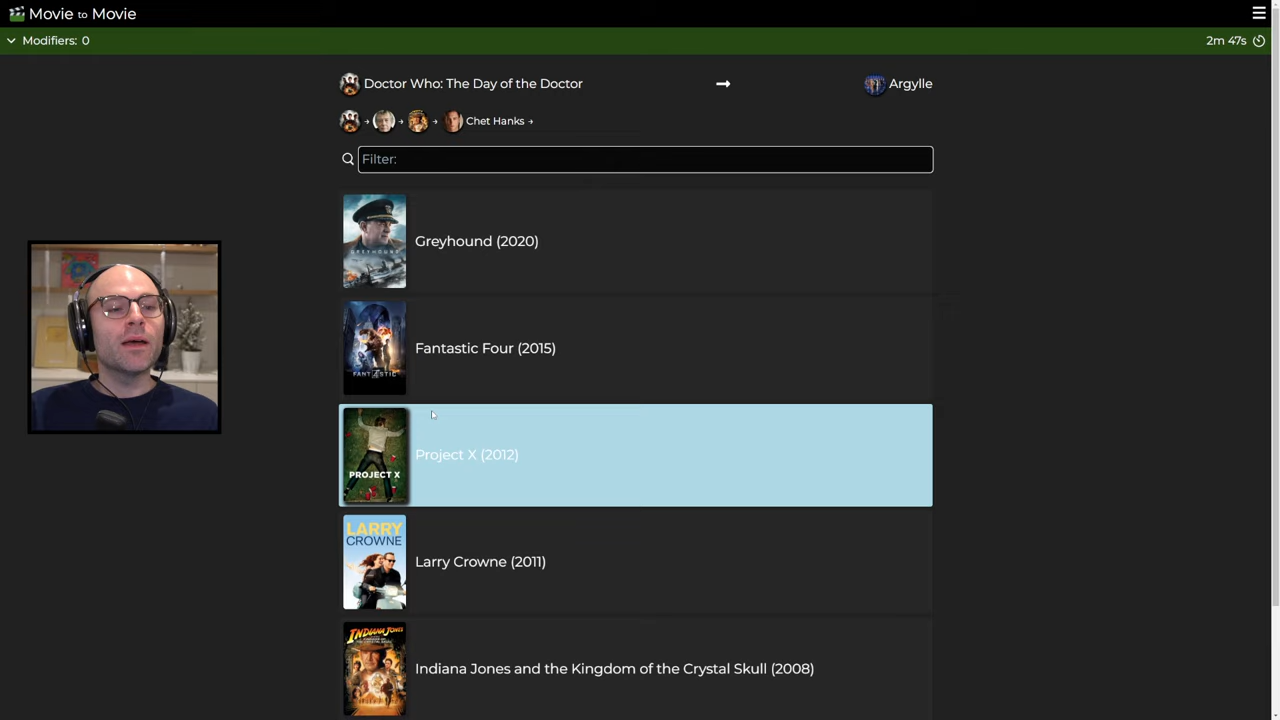 Movie to Movie
Modifiers: 0
2m 47s
Doctor Who: The Day of the Doctor
Argylle
Chet Hanks
Filter:
GREYHOUND
Greyhound (2020)
FANT4STIC
Fantastic Four (2015)
PROJECT X
Project X (2012)
LARRY
CROWNE
Larry Crowne (2011)
INDIANA JONES
Indiana Jones and the Kingdom of the Crystal Skull (2008)